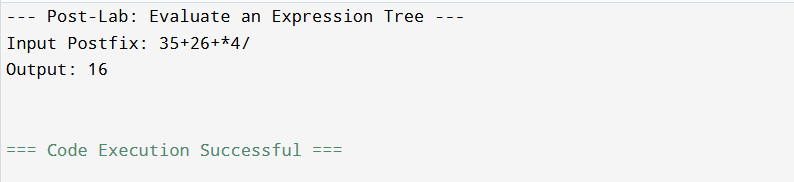 --- Post-Lab: Evaluate an Expression Tree ---
Input Postfix: 35+26+*4/
Output: 16
=== Code Execution Successful ===